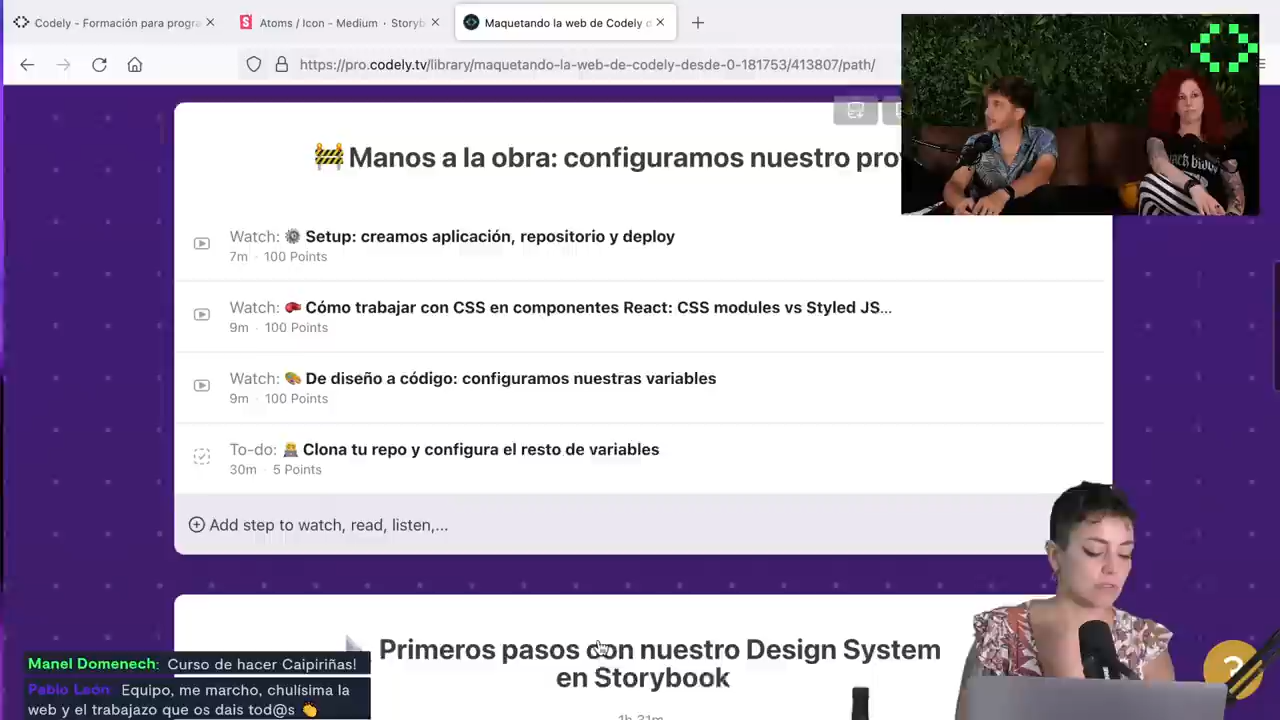 Codely - Formación para progra
Atoms / Icon - Medium · Storyb
Maquetando la web de Codely d
https://pro.codely.tv/library/maquetando-la-web-de-codely-desde-0-181753/413807/path/
🚧 Manos a la obra: configuramos nuestro proy
Watch: ⚙️ Setup: creamos aplicación, repositorio y deploy
7m · 100 Points
Watch: 🥊 Cómo trabajar con CSS en componentes React: CSS modules vs Styled JS...
9m · 100 Points
Watch: 🎨 De diseño a código: configuramos nuestras variables
9m · 100 Points
To-do: 👩‍💻 Clona tu repo y configura el resto de variables
30m · 5 Points
Add step to watch, read, listen,...
Primeros pasos con nuestro Design System
en Storybook
1h 31m
Manel Domenech: Curso de hacer Caipiriñas!
Pablo León: Equipo, me marcho, chulisima la
web y el trabajazo que os dais tod@s 👏
?